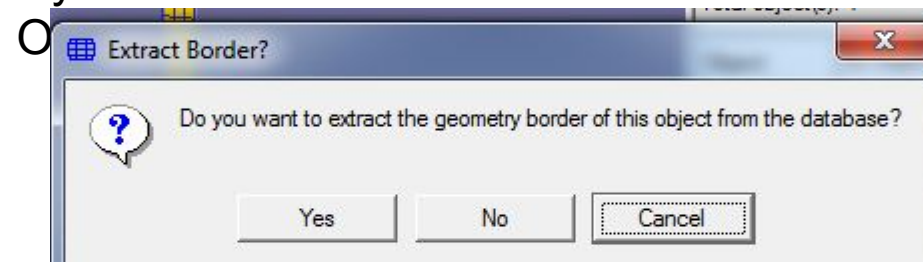 O
Extract Border?
Do you want to extract the geometry border of this object from the database?
Yes No Cancel